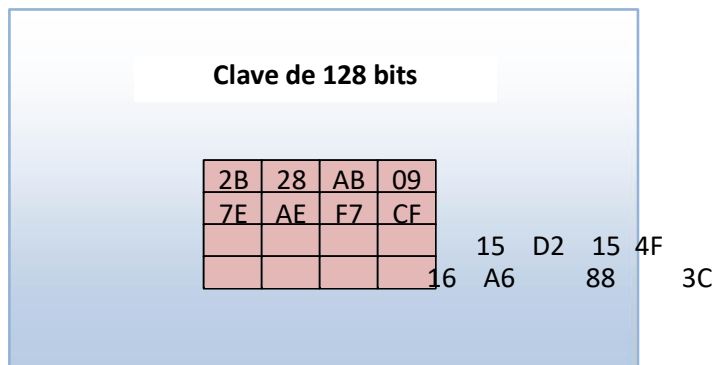 Clave de 128 bits
2B 28 AB 09
7E AE F7 CF
15 D2 15 4F
16 A6 88 3C